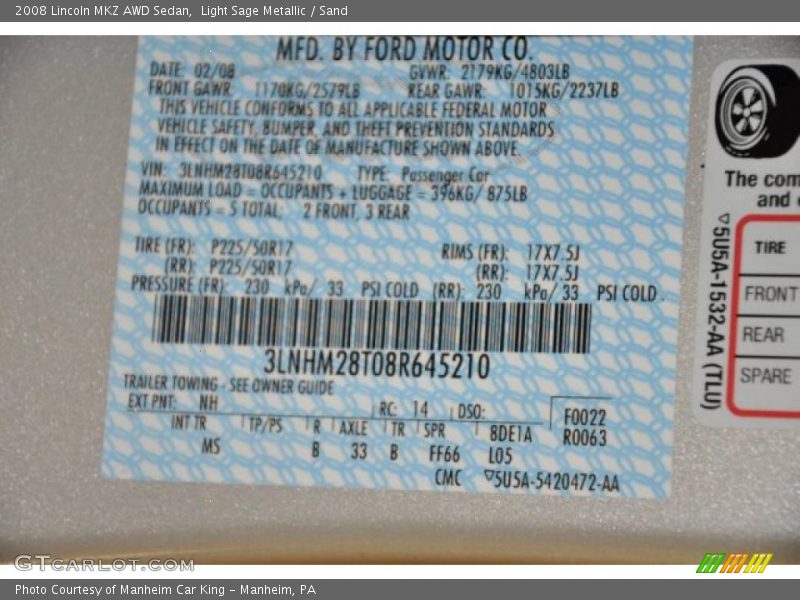 2008 Lincoln MKZ AWD Sedan,  Light Sage Metallic / Sand
MFD. BY FORD MOTOR CO.
DATE: 02/08 GVWR: 2179KG/4803LB
FRONT GAWR: 1170KG/2579LB REAR GAWR: 1015KG/2237LB
THIS VEHICLE CONFORMS TO ALL APPLICABLE FEDERAL MOTOR
VEHICLE SAFETY, BUMPER, AND THEFT PREVENTION STANDARDS
IN EFFECT ON THE DATE OF MANUFACTURE SHOWN ABOVE.
VIN: 3LNHM28T08R645210 TYPE: Passenger Car
MAXIMUM LOAD = OCCUPANTS + LUGGAGE = 396KG/ 875LB
OCCUPANTS = 5 TOTAL; 2 FRONT, 3 REAR
TIRE (FR): P225/50R17 RIMS (FR): 17X7.5J
(RR): P225/50R17 (RR): 17X7.5J
PRESSURE (FR): 230 kPa/ 33 PSI COLD (RR): 230 kPa/ 33 PSI COLD.
3LNHM28T08R645210
TRAILER TOWING - SEE OWNER GUIDE
EXT PNT: NH RC: 14 DSO: F0022
INT TR TP/PS R AXLE TR SPR 8DE1A R0063
MS B 33 B FF66 L05
CMC ▽5U5A-5420472-AA
The com
and
▽5U5A-1532-AA (TLU)
TIRE
FRONT
REAR
SPARE
GTcarlot.com
Photo Courtesy of Manheim Car King – Manheim, PA